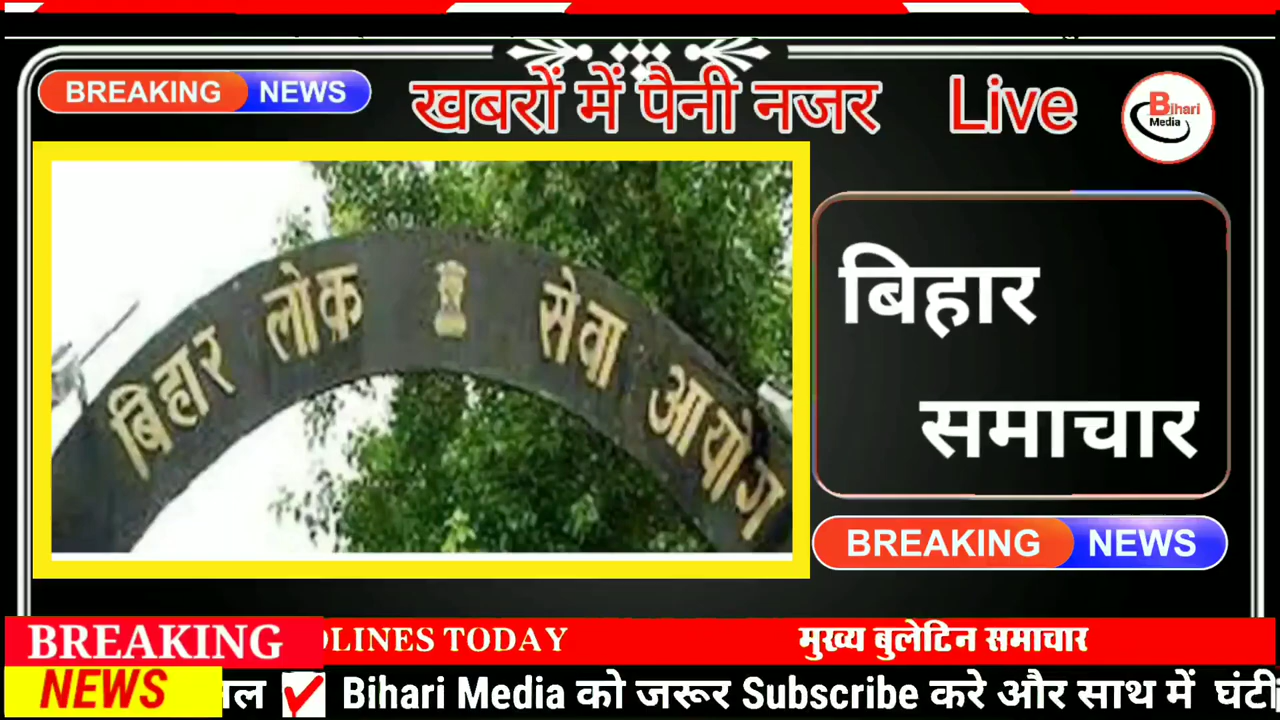 BREAKING NEWS
खबरों में पैनी नजर
Live
Bihari
Media
बिहार लोक सेवा आयोग
बिहार
समाचार
BREAKING NEWS
BREAKING
NEWS
DLINES TODAY
मुख्य बुलेटिन समाचार
Bihari Media को जरूर Subscribe करे और साथ में घंटी